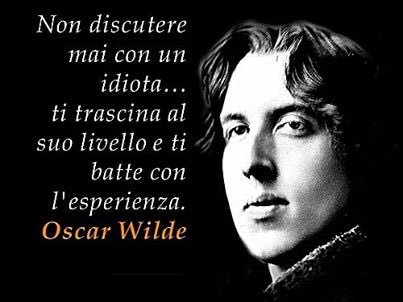 Non discutere
mai con un
idiota...
ti trascina al
suo livello e ti
batte con
l'esperienza.
Oscar Wilde